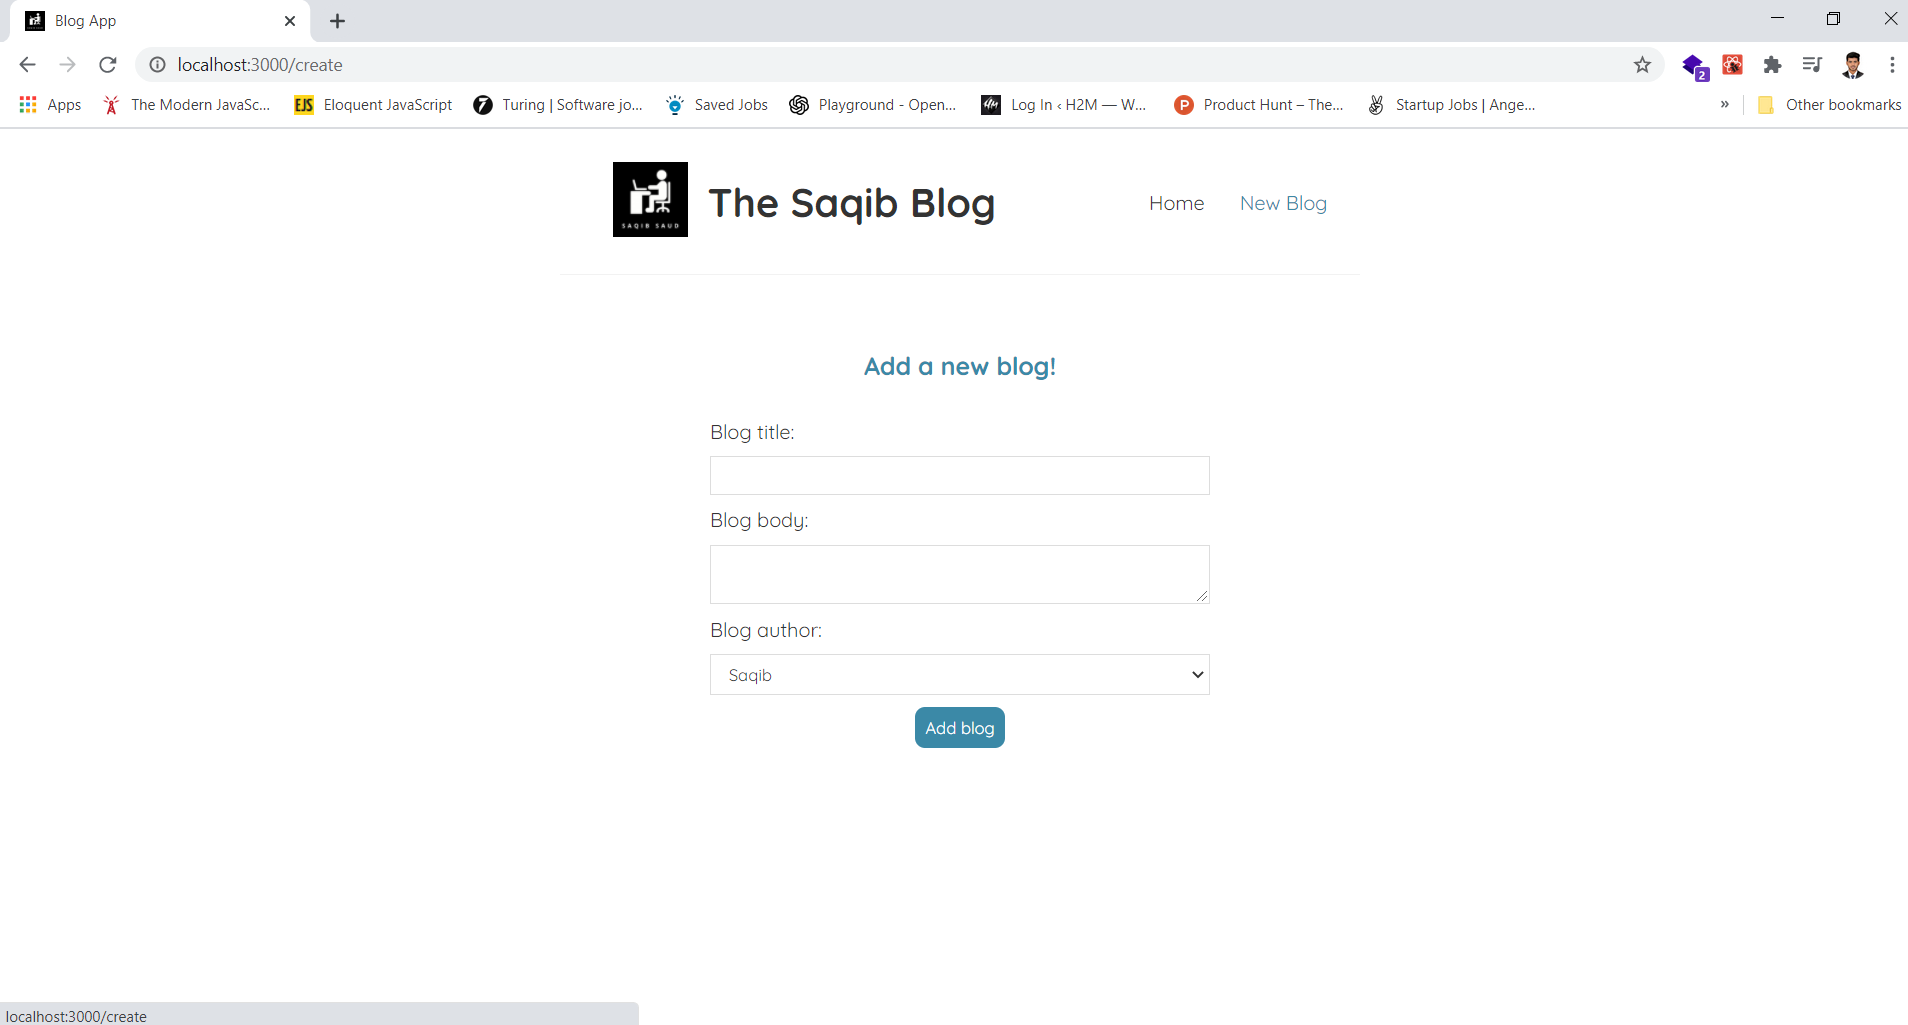 Blog App
localhost:3000/create
2
Apps
The Modern JavaSc...
EJS
Eloquent JavaScript
7
Turing | Software jo...
Saved Jobs
Playground - Open...
Log In ‹ H2M — W...
P
Product Hunt – The...
Startup Jobs | Ange...
»
Other bookmarks
SAQIB SAUD
The Saqib Blog
Home
New Blog
Add a new blog!
Blog title:
Blog body:
Blog author:
Saqib
Add blog
localhost:3000/create